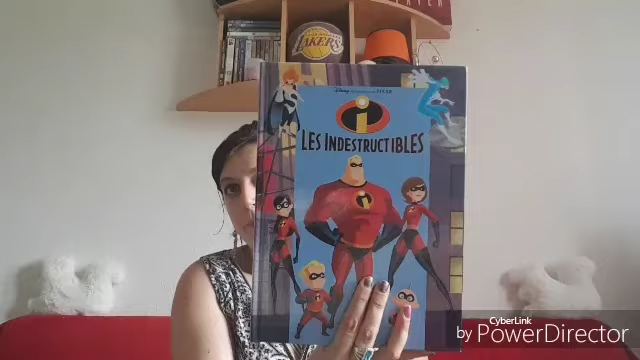 LAKERS
Disney PIXAR
i
LES INDESTRUCTIBLES
CyberLink
by PowerDirector